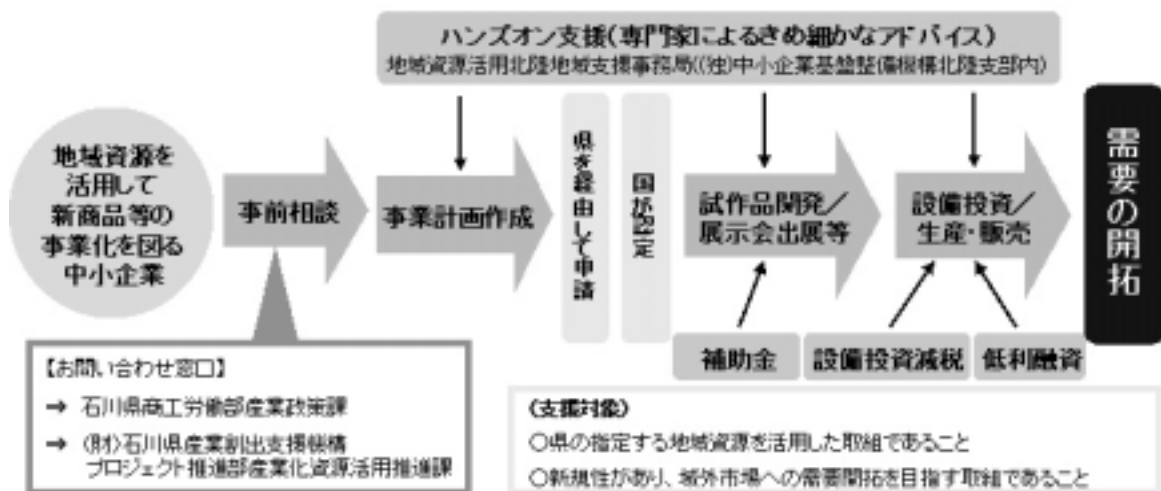 ハンズオン支援(専門家によるきめ細かなアドバイス)
地域資源活用北陸地域支援事務局((独)中小企業基盤整備機構北陸支部内)
地域資源を
活用して
新商品等の
事業化を図る
中小企業
事前相談
事業計画作成
県を経由して申請
国が認定
試作品開発/
展示会出展等
設備投資/
生産・販売
需要の開拓
補助金
設備投資減税
低利融資
【お問い合わせ窓口】
→ 石川県商工労働部産業政策課
→ (財)石川県産業創出支援機構
プロジェクト推進部産業化資源活用推進課
(支援対象)
○県の指定する地域資源を活用した取組であること
○新規性があり、域外市場への需要開拓を目指す取組であること